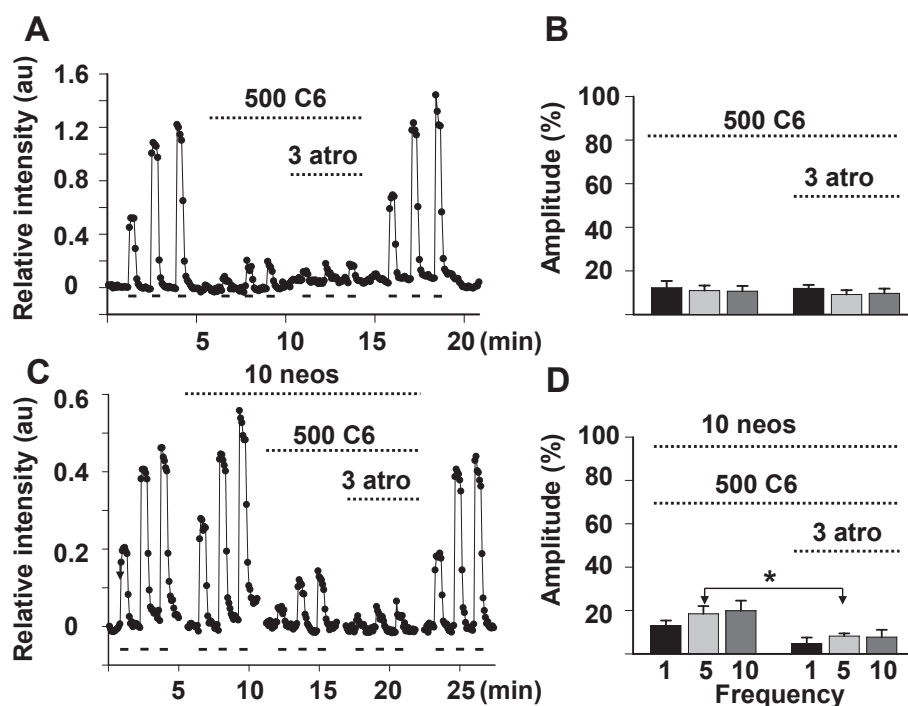 A
Relative intensity (au)
1.6
1.2
0.8
0.4
0
500 C6
3 atro
5
10
15
20 (min)
B
Amplitude (%)
100
80
60
40
20
500 C6
3 atro
C
Relative intensity (au)
0.6
0.4
0.2
0
10 neos
500 C6
3 atro
5
10
15
20
25 (min)
D
Amplitude (%)
100
80
60
40
20
10 neos
500 C6
3 atro
*
1 5 10 1 5 10
Frequency